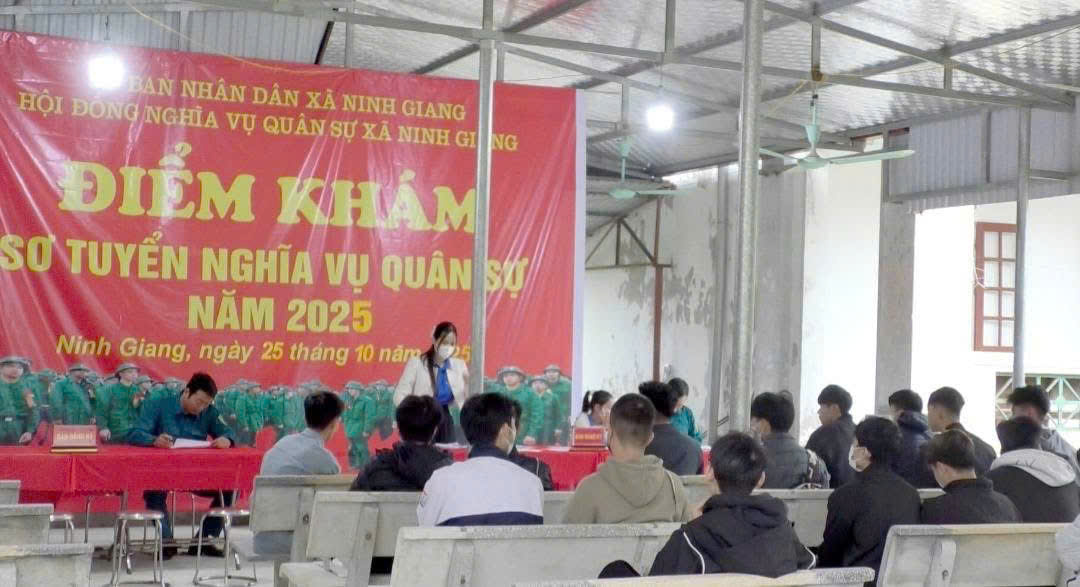 BAN NHÂN DÂN XÃ NINH GIANG
HỘI ĐỒNG NGHĨA VỤ QUÂN SỰ XÃ NINH GIANG
ĐIỂM KHÁM
SƠ TUYỂN NGHĨA VỤ QUÂN SỰ
NĂM 2025
Ninh Giang, ngày 25 tháng 10 năm 2025